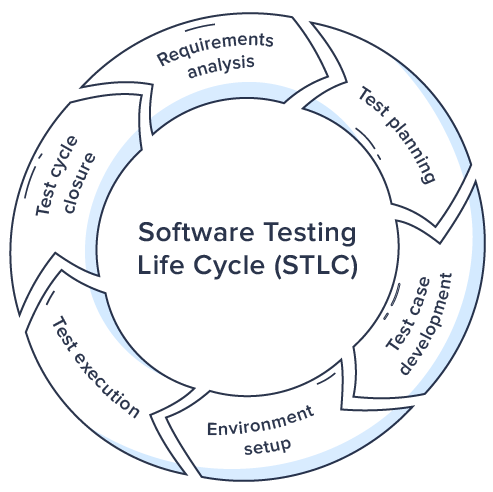 Requirements
analysis
Test planning
Test case
development
Environment
setup
Test execution
Test cycle
closure
Software Testing
Life Cycle (STLC)